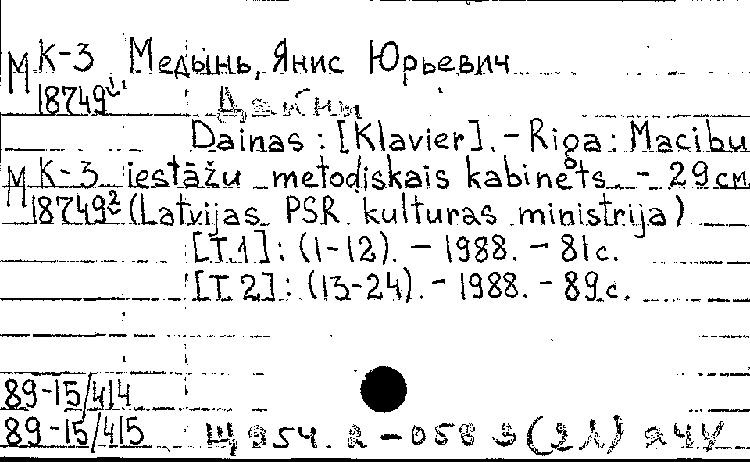 М К-3 Медынь, Янис Юрьевич
18749¹ Дайны
Dainas : [Klavier]. – Riga : Macibu
М К-3 iestāžu metodiskais kabinets. – 29 см
18749² (Latvijas PSR kulturas ministrija)
[T. 1] : (1-12). – 1988. – 81 с.
[T. 2] : (13-24). – 1988. – 89 с.
89-15/414
89-15/415 Щ954.2-058 3(2Л)